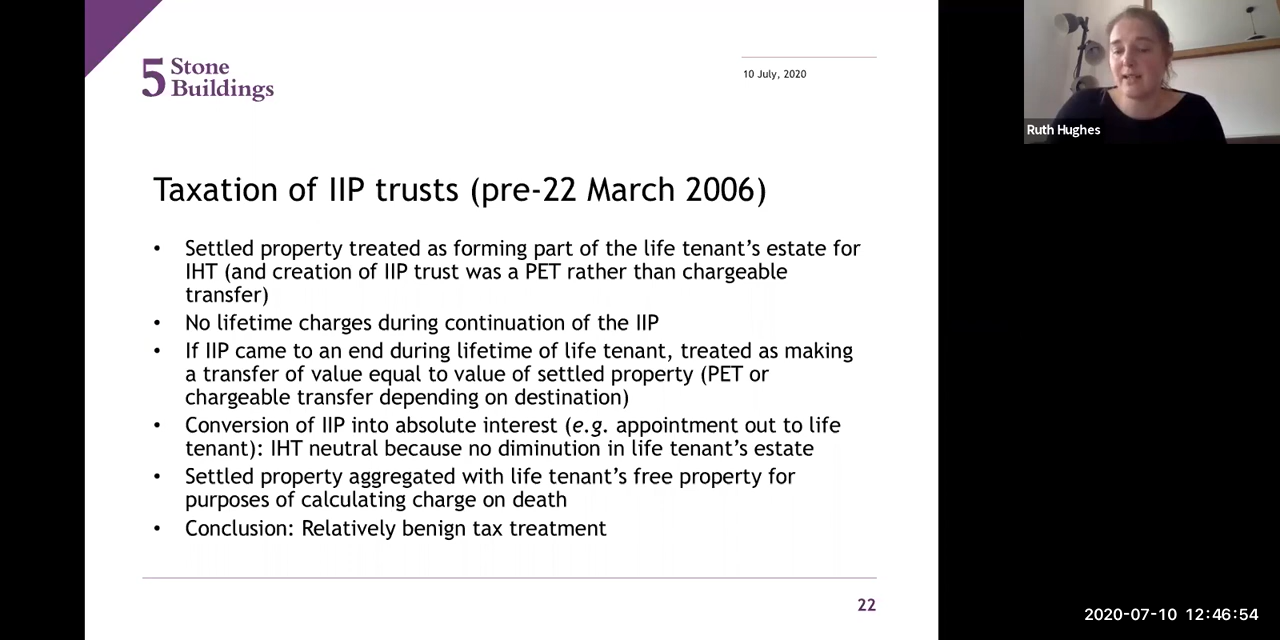 5 Stone
Buildings
10 July, 2020
Ruth Hughes
Taxation of IIP trusts (pre-22 March 2006)
• Settled property treated as forming part of the life tenant's estate for
IHT (and creation of IIP trust was a PET rather than chargeable
transfer)
• No lifetime charges during continuation of the IIP
• If IIP came to an end during lifetime of life tenant, treated as making
a transfer of value equal to value of settled property (PET or
chargeable transfer depending on destination)
• Conversion of IIP into absolute interest (e.g. appointment out to life
tenant): IHT neutral because no diminution in life tenant's estate
• Settled property aggregated with life tenant's free property for
purposes of calculating charge on death
• Conclusion: Relatively benign tax treatment
22
2020-07-10 12:46:54